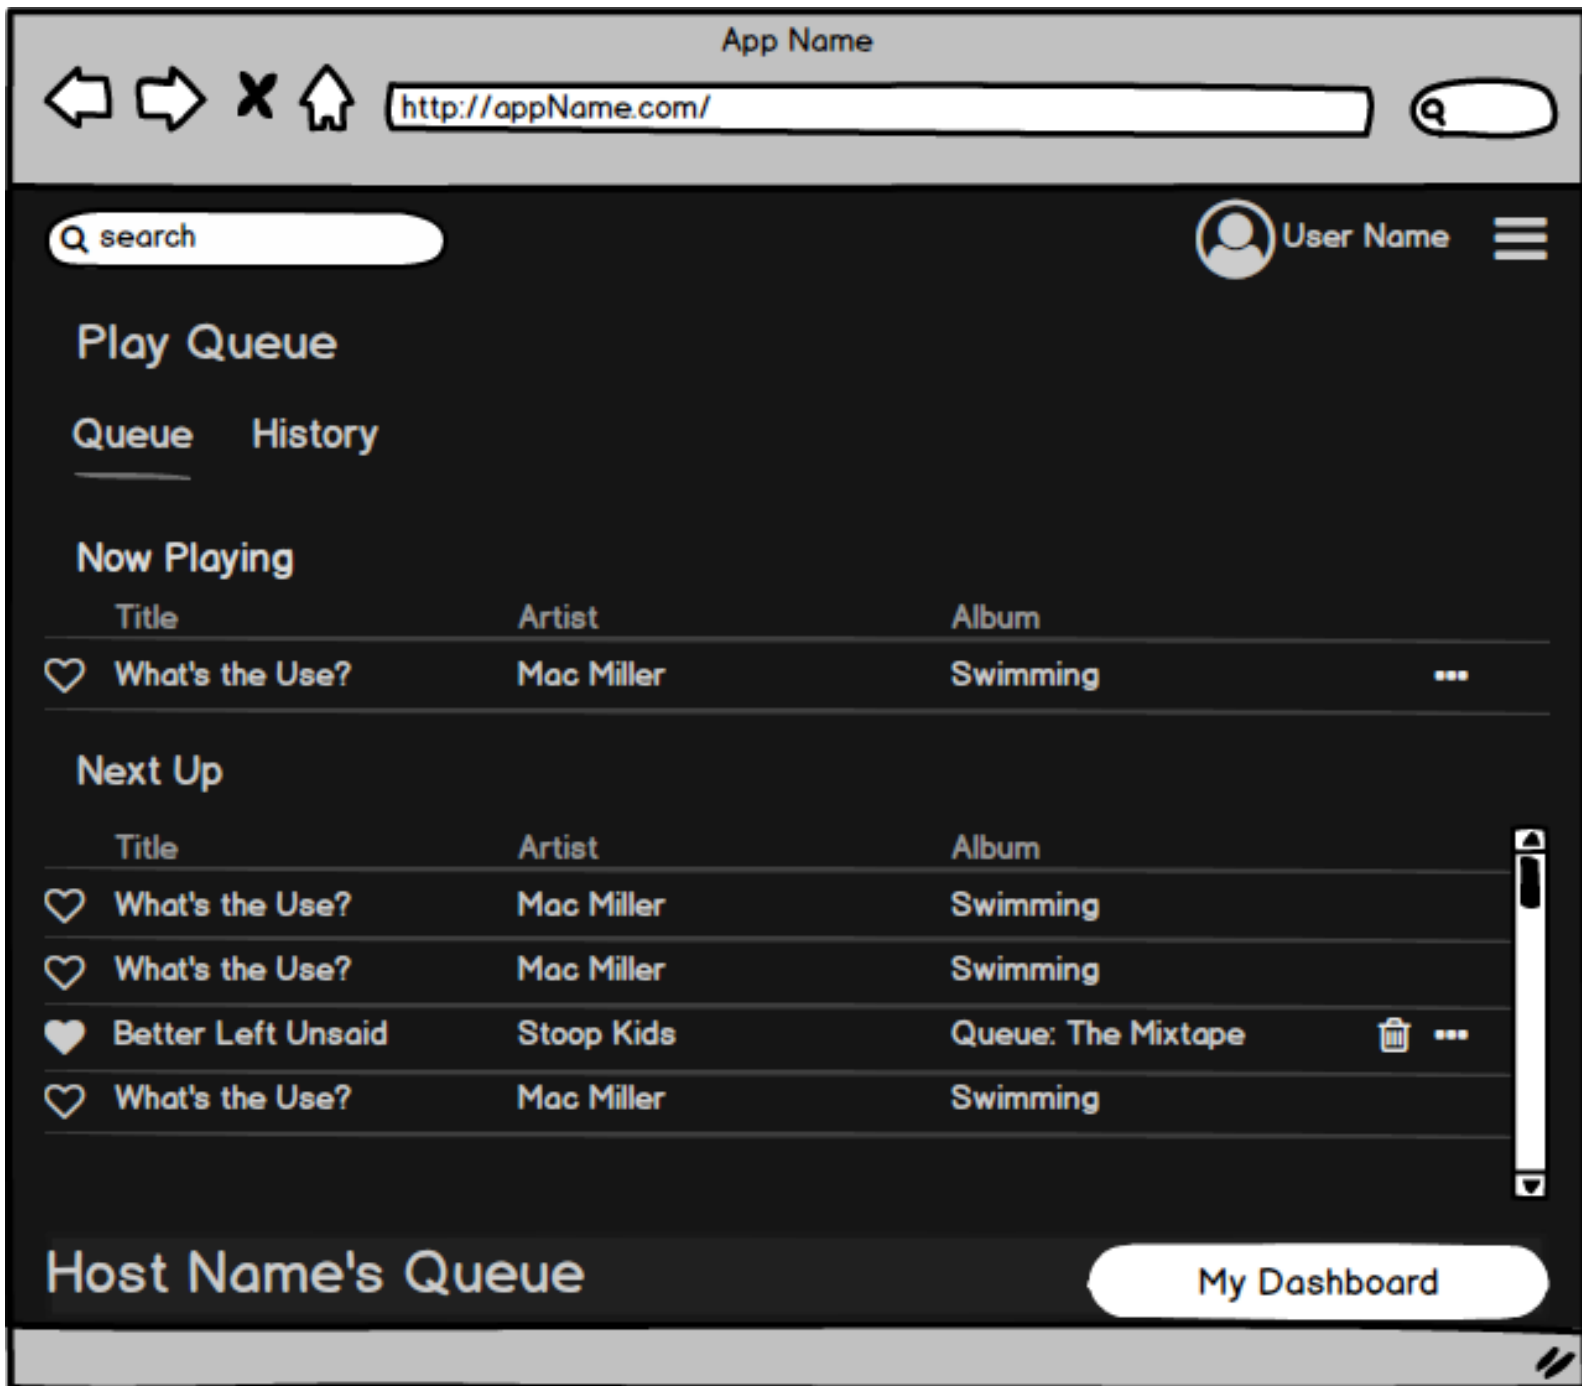 App Name
http://appName.com/
search
User Name
Play Queue
Queue History
Now Playing
Title Artist Album
What's the Use? Mac Miller Swimming
Next Up
Title Artist Album
What's the Use? Mac Miller Swimming
What's the Use? Mac Miller Swimming
Better Left Unsaid Stoop Kids Queue: The Mixtape
What's the Use? Mac Miller Swimming
Host Name's Queue
My Dashboard